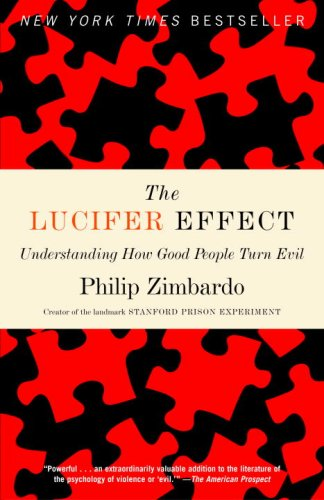 NEW YORK TIMES BESTSELLER
The
LUCIFER EFFECT
Understanding How Good People Turn Evil
Philip Zimbardo
Creator of the landmark STANFORD PRISON EXPERIMENT
"Powerful . . . an extraordinarily valuable addition to the literature of
the psychology of violence or 'evil.'" —The American Prospect